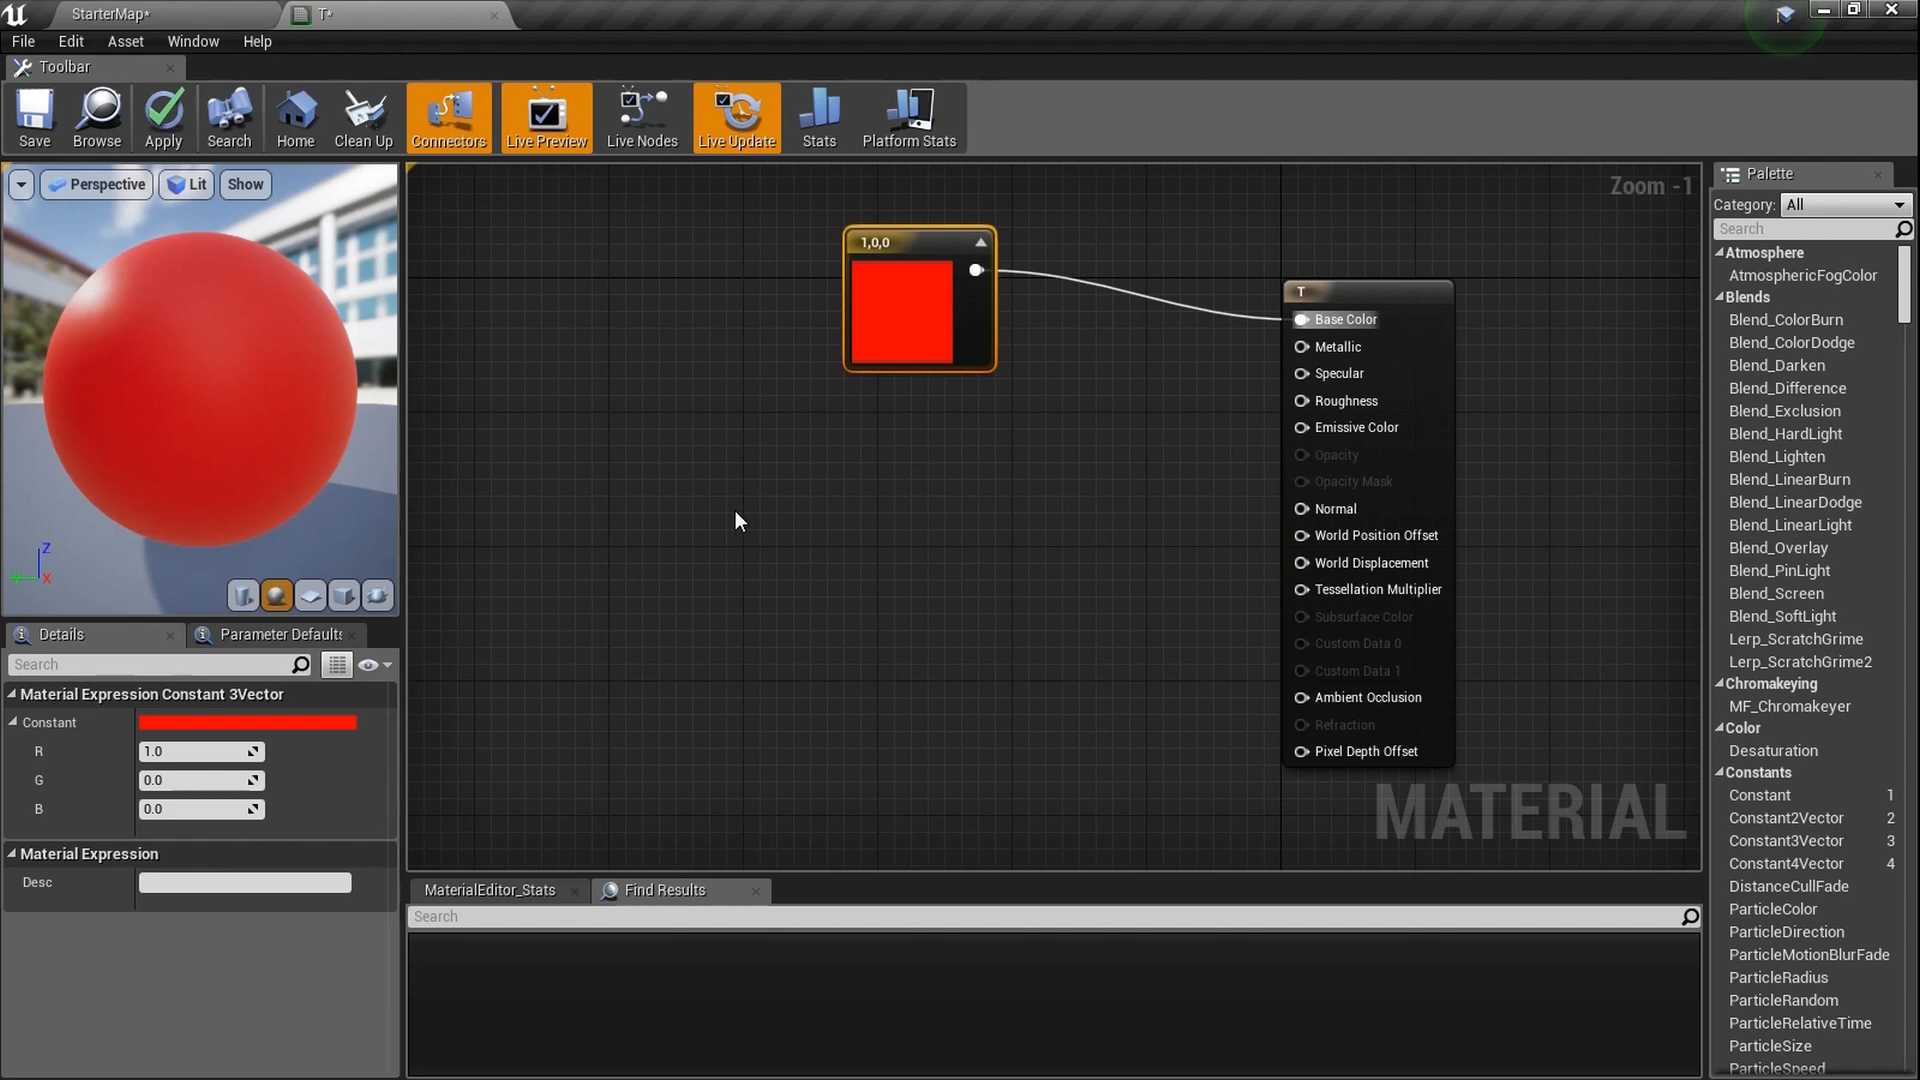 StarterMap*
T*
File Edit Asset Window Help
Toolbar
Save Browse Apply Search Home Clean Up Connectors Live Preview Live Nodes Live Update Stats Platform Stats
Perspective Lit Show
Z
X
Zoom -1
1,0,0
T
Base Color
Metallic
Specular
Roughness
Emissive Color
Opacity
Opacity Mask
Normal
World Position Offset
World Displacement
Tessellation Multiplier
Subsurface Color
Custom Data 0
Custom Data 1
Ambient Occlusion
Refraction
Pixel Depth Offset
MATERIAL
Details
Parameter Defaults
Search
Material Expression Constant 3Vector
Constant
R 1.0
G 0.0
B 0.0
Material Expression
Desc
MaterialEditor_Stats
Find Results
Search
Palette
Category: All
Search
Atmosphere
AtmosphericFogColor
Blends
Blend_ColorBurn
Blend_ColorDodge
Blend_Darken
Blend_Difference
Blend_Exclusion
Blend_HardLight
Blend_Lighten
Blend_LinearBurn
Blend_LinearDodge
Blend_LinearLight
Blend_Overlay
Blend_PinLight
Blend_Screen
Blend_SoftLight
Lerp_ScratchGrime
Lerp_ScratchGrime2
Chromakeying
MF_Chromakeyer
Color
Desaturation
Constants
Constant 1
Constant2Vector 2
Constant3Vector 3
Constant4Vector 4
DistanceCullFade
ParticleColor
ParticleDirection
ParticleMotionBlurFade
ParticleRadius
ParticleRandom
ParticleRelativeTime
ParticleSize
ParticleSpeed